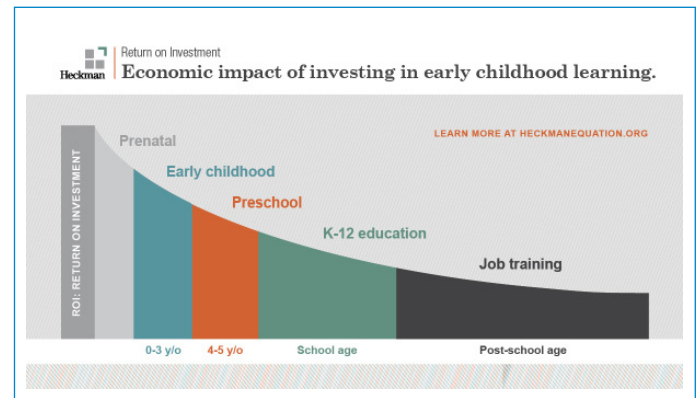 Heckman
Return on Investment
Economic impact of investing in early childhood learning.
LEARN MORE AT HECKMANEQUATION.ORG
ROI: RETURN ON INVESTMENT
Prenatal
Early childhood
Preschool
K-12 education
Job training
0-3 y/o
4-5 y/o
School age
Post-school age